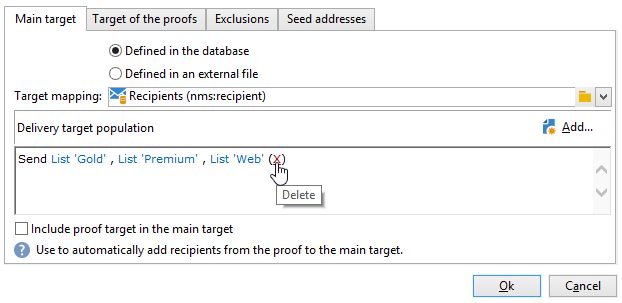 Main target Target of the proofs Exclusions Seed addresses
Defined in the database
Defined in an external file
Target mapping: Recipients (nms:recipient)
Delivery target population Add...
Send List 'Gold' , List 'Premium' , List 'Web' (X)
Delete
Include proof target in the main target
? Use to automatically add recipients from the proof to the main target.
Ok Cancel